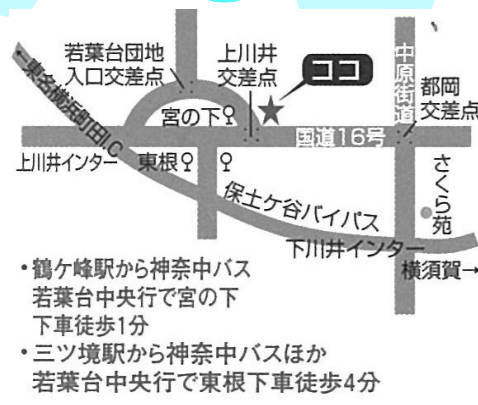 若葉台団地
入口交差点
上川井
交差点
ココ
中原街道
都岡
交差点
←東名横浜町田I.C
宮の下
国道16号
上川井インター
東根
さくら苑
保土ケ谷バイパス
下川井インター
横須賀→
・鶴ケ峰駅から神奈中バス
若葉台中央行で宮の下
下車徒歩1分
・三ツ境駅から神奈中バスほか
若葉台中央行で東根下車徒歩4分